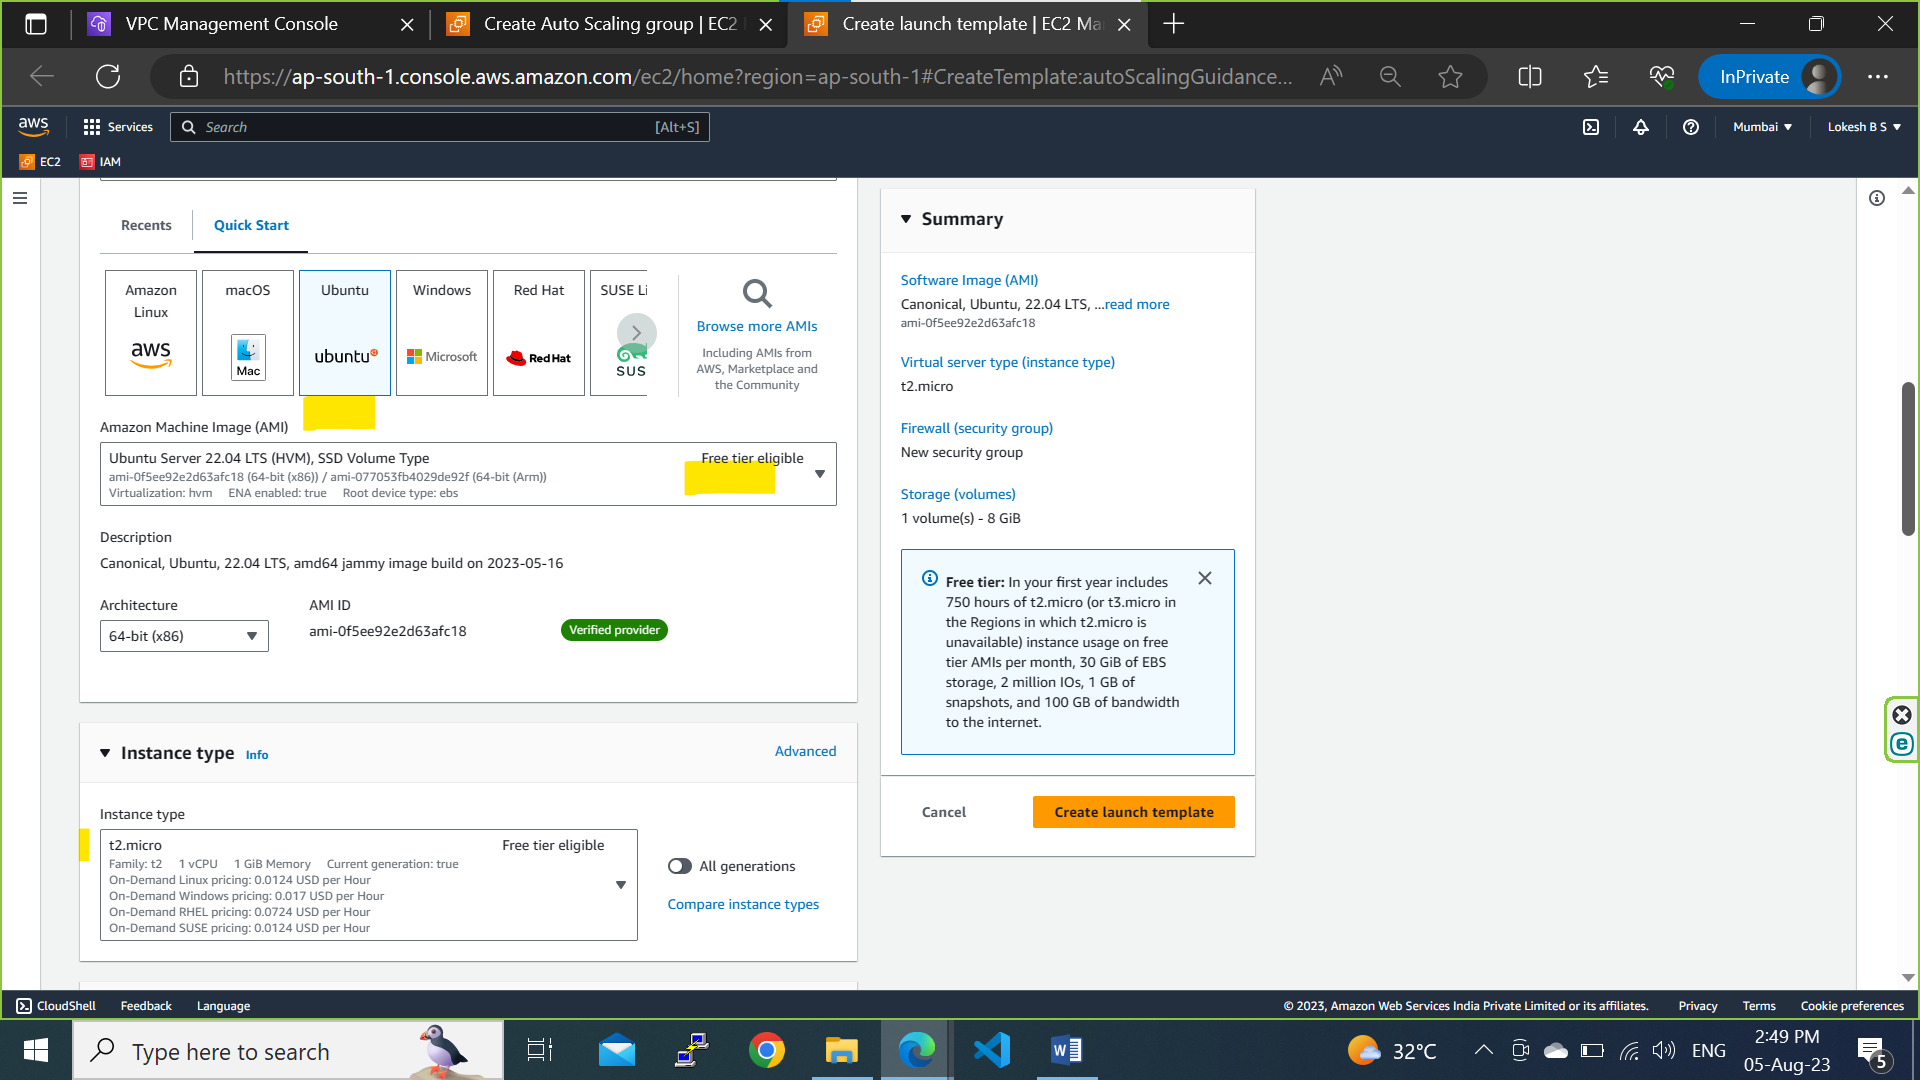 VPC Management Console
Create Auto Scaling group | EC2
Create launch template | EC2 Ma
https://ap-south-1.console.aws.amazon.com/ec2/home?region=ap-south-1#CreateTemplate:autoScalingGuidance...
InPrivate
aws
Services
Search
[Alt+S]
Mumbai
Lokesh B S
EC2
IAM
Recents
Quick Start
Amazon Linux
aws
macOS
Mac
Ubuntu
ubuntu
Windows
Microsoft
Red Hat
Red Hat
SUSE Li
SUS
Browse more AMIs
Including AMIs from
AWS, Marketplace and
the Community
Amazon Machine Image (AMI)
Ubuntu Server 22.04 LTS (HVM), SSD Volume Type
Free tier eligible
ami-0f5ee92e2d63afc18 (64-bit (x86)) / ami-077053fb4029de92f (64-bit (Arm))
Virtualization: hvm ENA enabled: true Root device type: ebs
Description
Canonical, Ubuntu, 22.04 LTS, amd64 jammy image build on 2023-05-16
Architecture
AMI ID
64-bit (x86)
ami-0f5ee92e2d63afc18
Verified provider
Instance type Info
Advanced
Instance type
t2.micro
Free tier eligible
Family: t2 1 vCPU 1 GiB Memory Current generation: true
On-Demand Linux pricing: 0.0124 USD per Hour
On-Demand Windows pricing: 0.017 USD per Hour
On-Demand RHEL pricing: 0.0724 USD per Hour
On-Demand SUSE pricing: 0.0124 USD per Hour
All generations
Compare instance types
Summary
Software Image (AMI)
Canonical, Ubuntu, 22.04 LTS, ...read more
ami-0f5ee92e2d63afc18
Virtual server type (instance type)
t2.micro
Firewall (security group)
New security group
Storage (volumes)
1 volume(s) - 8 GiB
Free tier: In your first year includes
750 hours of t2.micro (or t3.micro in
the Regions in which t2.micro is
unavailable) instance usage on free
tier AMIs per month, 30 GiB of EBS
storage, 2 million IOs, 1 GB of
snapshots, and 100 GB of bandwidth
to the internet.
Cancel
Create launch template
CloudShell
Feedback
Language
© 2023, Amazon Web Services India Private Limited or its affiliates.
Privacy
Terms
Cookie preferences
Type here to search
32°C
ENG
2:49 PM
05-Aug-23
5